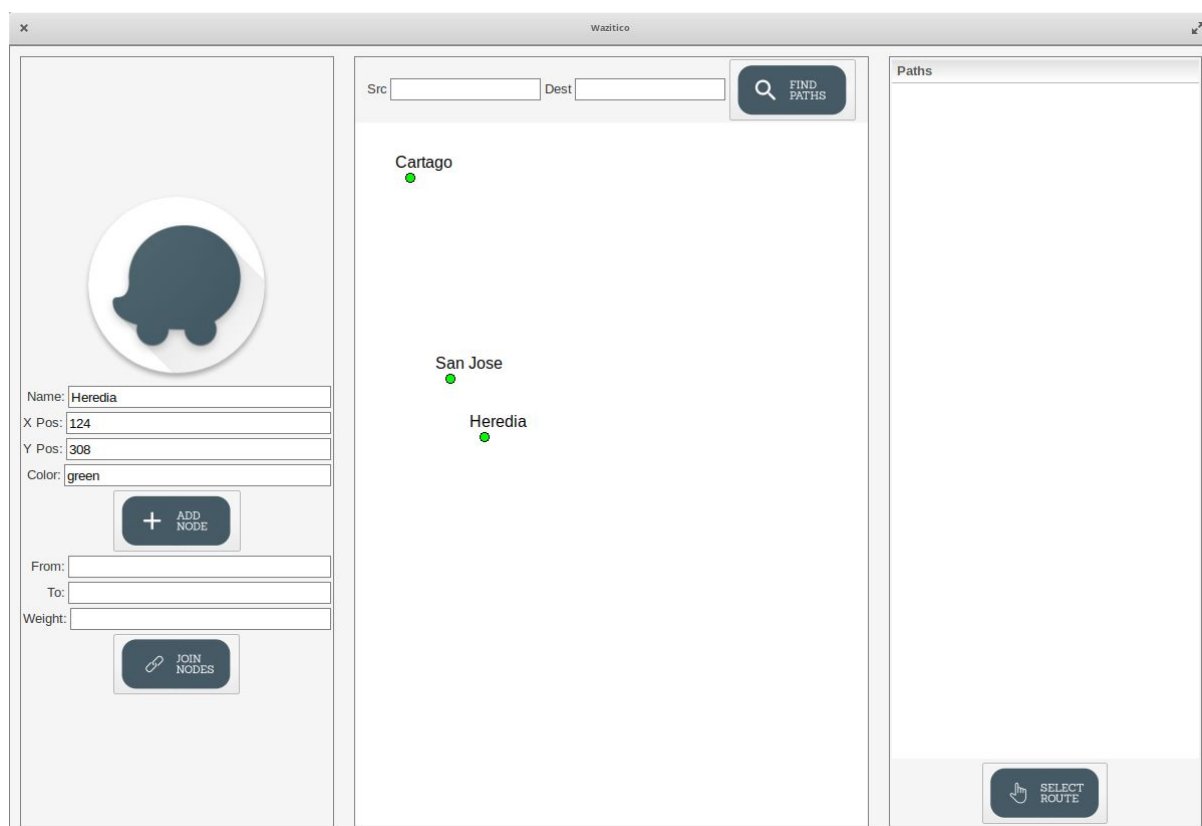 Wazitico
Name: Heredia
X Pos: 124
Y Pos: 308
Color: green
ADD
NODE
From:
To:
Weight:
JOIN
NODES
Src
Dest
FIND
PATHS
Cartago
San Jose
Heredia
Paths
SELECT
ROUTE